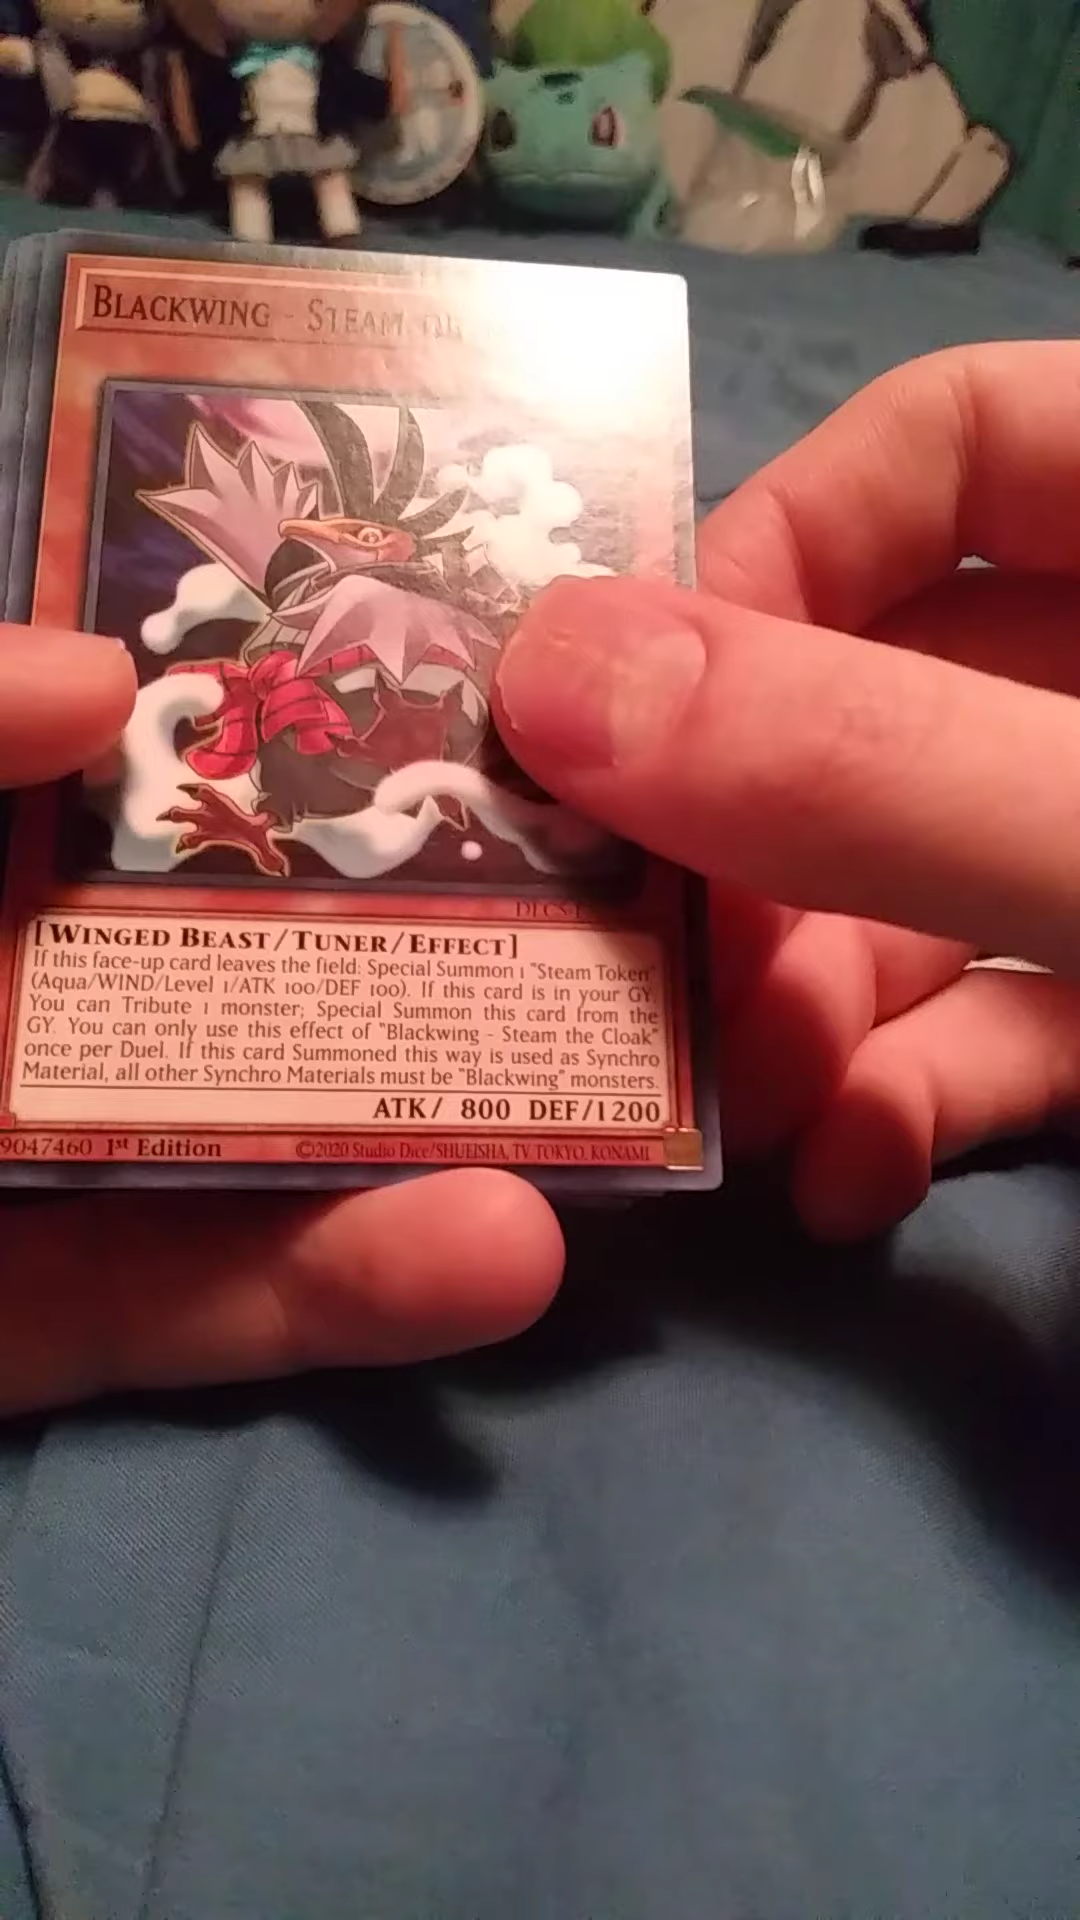 BLACKWING - STEAM
[WINGED BEAST/TUNER/EFFECT]
If this face-up card leaves the field: Special Summon 1 "Steam Token"
(Aqua/WIND/Level 1/ATK 100/DEF 100). If this card is in your GY:
You can Tribute 1 monster; Special Summon this card from the
GY. You can only use this effect of "Blackwing - Steam the Cloak"
once per Duel. If this card Summoned this way is used as Synchro
Material, all other Synchro Materials must be "Blackwing" monsters.
ATK/ 800 DEF/1200
9047460 1st Edition ©2020 Studio Dice/SHUEISHA, TV TOKYO, KONAMI